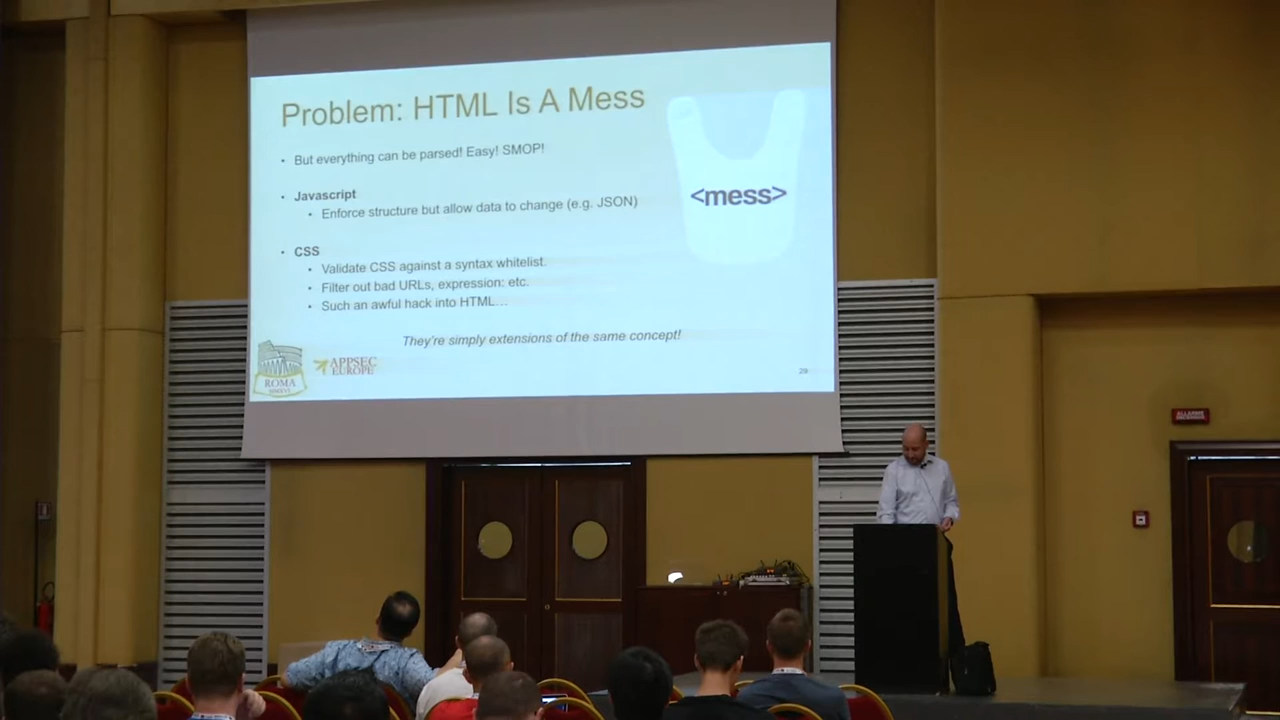 Problem: HTML Is A Mess
• But everything can be parsed! Easy! SMOP!
• Javascript
• Enforce structure but allow data to change (e.g. JSON)
<mess>
• CSS
• Validate CSS against a syntax whitelist.
• Filter out bad URLs, expression: etc.
• Such an awful hack into HTML…
They're simply extensions of the same concept!
ROMA
APPSEC
EUROPE
29
ALLARME
INCENDIO